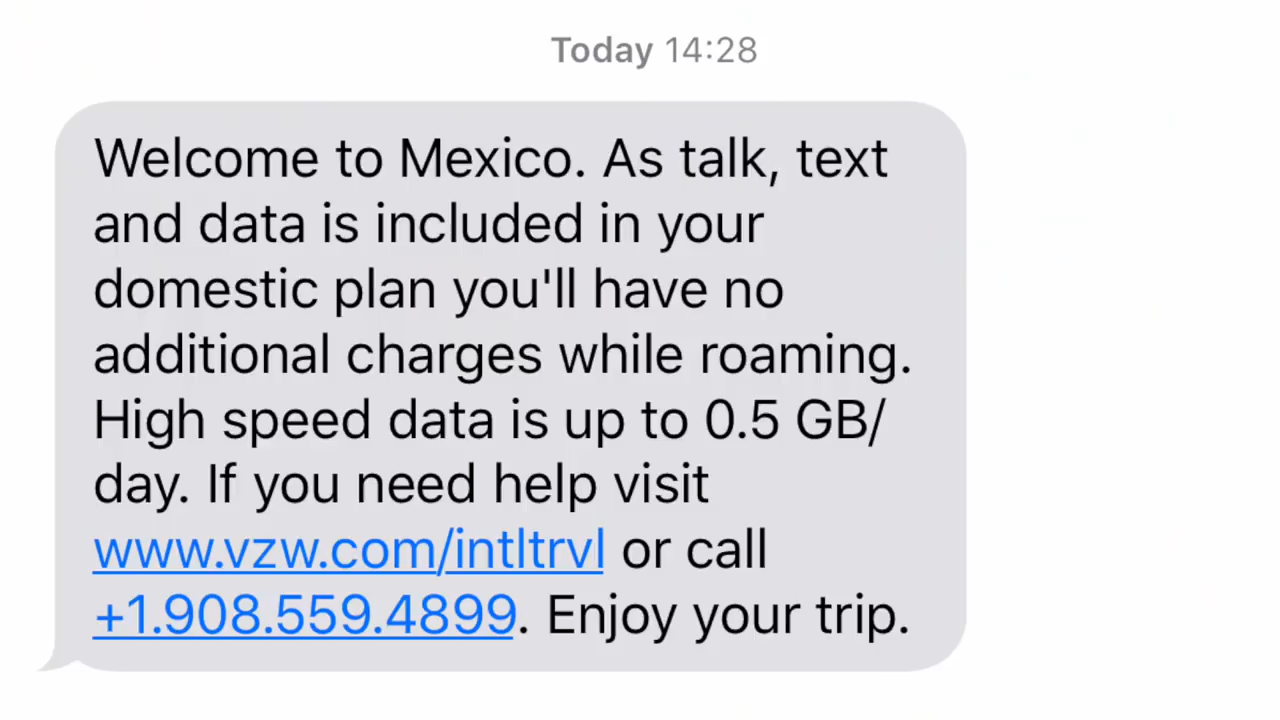 Today 14:28
Welcome to Mexico. As talk, text
and data is included in your
domestic plan you'll have no
additional charges while roaming.
High speed data is up to 0.5 GB/
day. If you need help visit
www.vzw.com/intltrvl or call
+1.908.559.4899. Enjoy your trip.